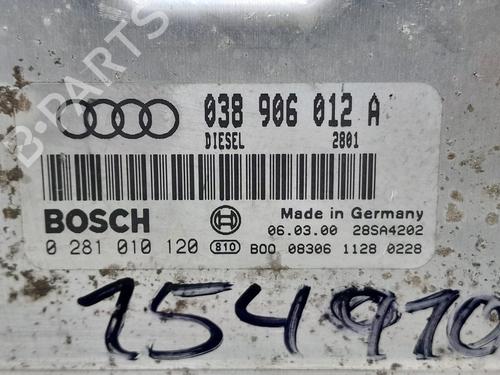 B-PARTS
038 906 012 A
DIESEL 2801
BOSCH
Made in Germany
06.03.00 28SA4202
0 281 010 120 810 BOO 08306 1128 0228
154910